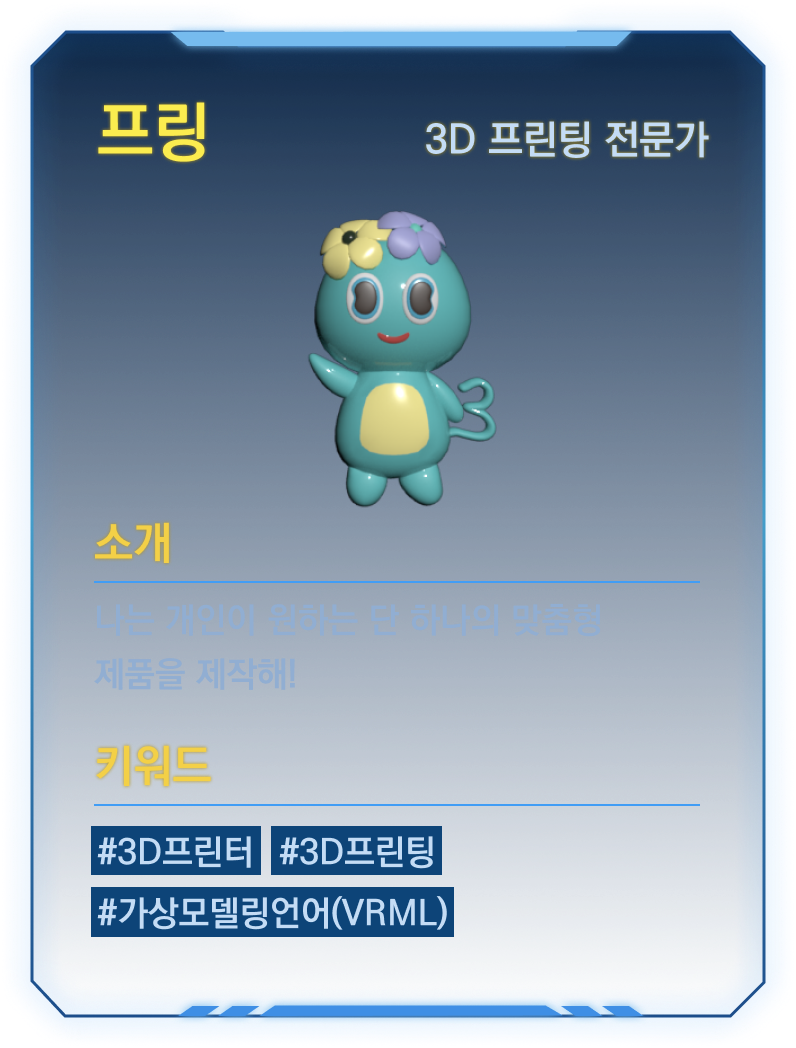 프링
3D 프린팅 전문가
소개
나는 개인이 원하는 단 하나의 맞춤형
제품을 제작해!
키워드
#3D프린터 #3D프린팅
#가상모델링언어(VRML)